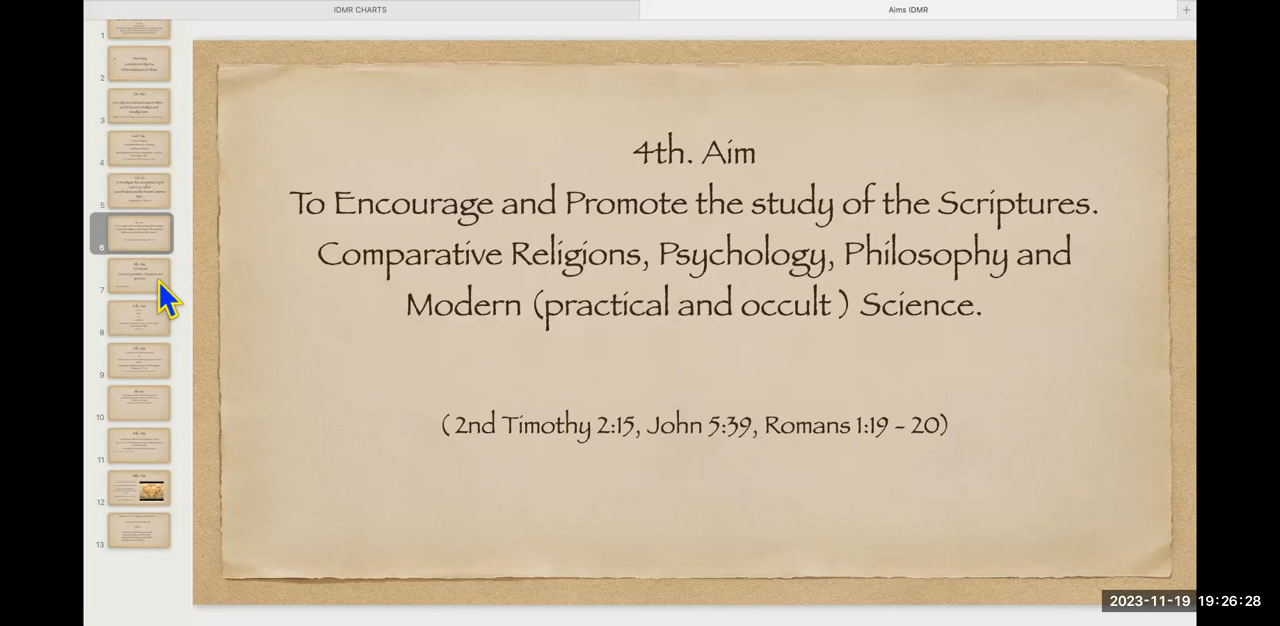 IDMR CHARTS
Aims IDMR
+
1
2
3
4
5
6
7
8
9
10
11
12
13
4th. Aim
To Encourage and Promote the study of the Scriptures.
Comparative Religions, Psychology, Philosophy and
Modern (practical and occult ) Science.
( 2nd Timothy 2:15, John 5:39, Romans 1:19 - 20)
2023-11-19 19:26:28